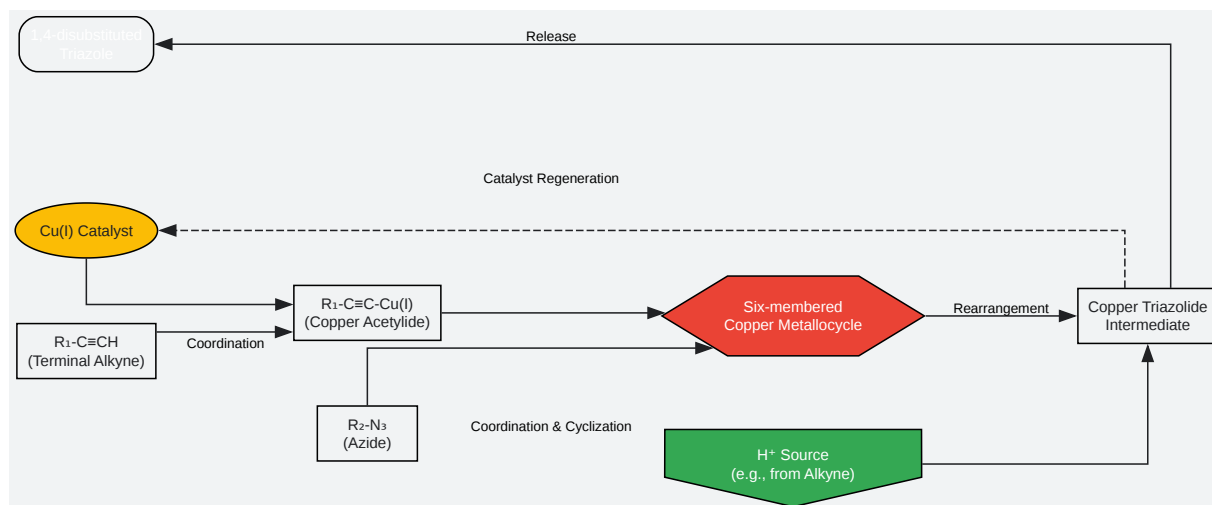 1,4-disubstituted
Triazole
Release
Catalyst Regeneration
Cu(I) Catalyst
R₁-C≡C-Cu(I)
(Copper Acetylide)
Six-membered
Copper Metallocycle
Rearrangement
Copper Triazolide
Intermediate
R₁-C≡CH
(Terminal Alkyne)
Coordination
R₂-N₃
(Azide)
Coordination & Cyclization
H⁺ Source
(e.g., from Alkyne)